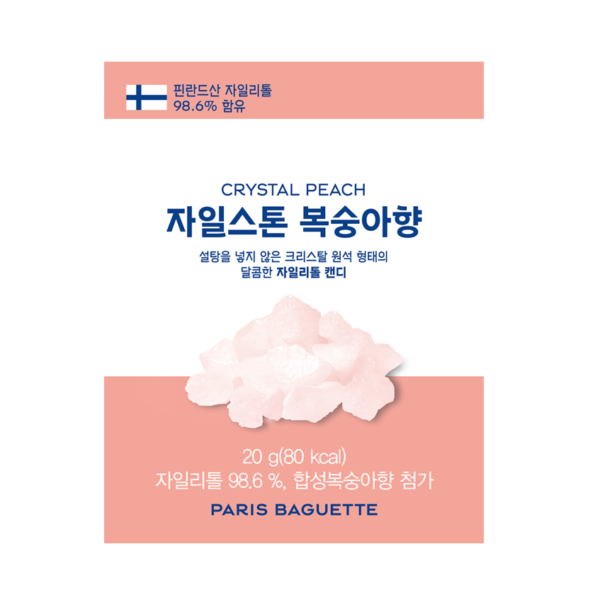 핀란드산 자일리톨
98.6% 함유
CRYSTAL PEACH
자일스톤 복숭아향
설탕을 넣지 않은 크리스탈 원석 형태의
달콤한 자일리톨 캔디
20 g(80 kcal)
자일리톨 98.6 %, 합성복숭아향 첨가
PARIS BAGUETTE